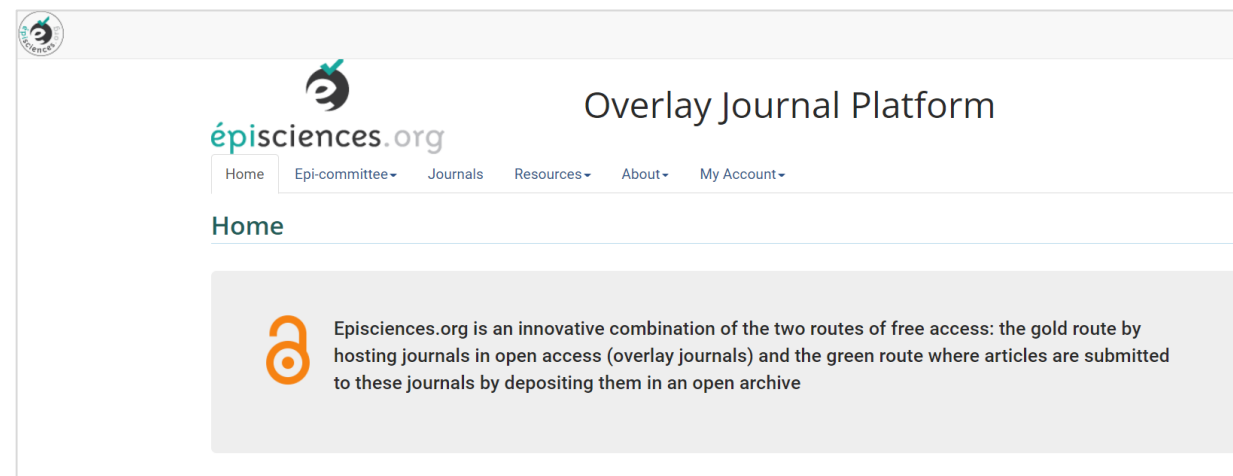 épisciences.org
Overlay Journal Platform
épisciences.org
Home Epi-committee Journals Resources About My Account
Home
Episciences.org is an innovative combination of the two routes of free access: the gold route by
hosting journals in open access (overlay journals) and the green route where articles are submitted
to these journals by depositing them in an open archive